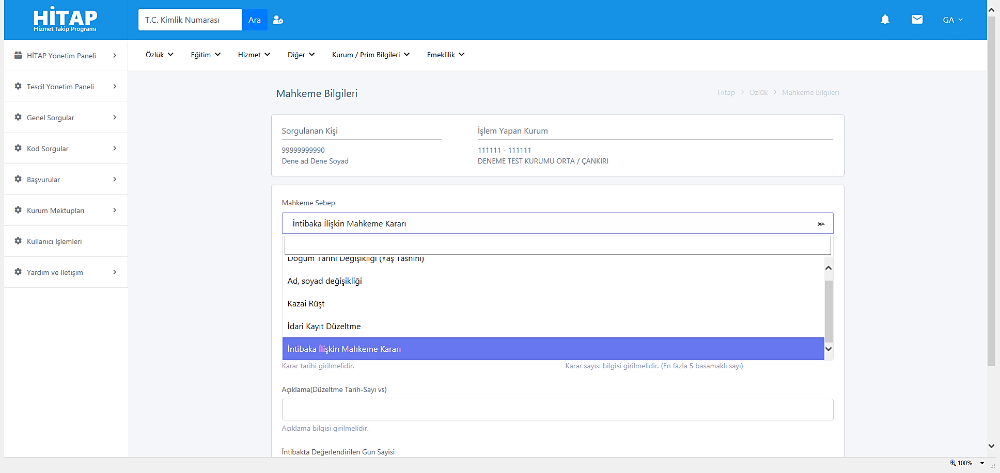 HİTAP
Hizmet Takip Programı
T.C. Kimlik Numarası
Ara
GA
HİTAP Yönetim Paneli
Tescil Yönetim Paneli
Genel Sorgular
Kod Sorgular
Başvurular
Kurum Mektupları
Kullanıcı İşlemleri
Yardım ve İletişim
Özlük
Eğitim
Hizmet
Diğer
Kurum / Prim Bilgileri
Emeklilik
Mahkeme Bilgileri
Hitap > Özlük > Mahkeme Bilgileri
Sorgulanan Kişi
99999999990
Dene ad Dene Soyad
İşlem Yapan Kurum
111111 - 111111
DENEME TEST KURUMU ORTA / ÇANKIRI
Mahkeme Sebep
İntibaka İlişkin Mahkeme Kararı
Doğum Tarihi Değişikliği (Yaş Tashihi)
Ad, soyad değişikliği
Kazai Rüşt
İdari Kayıt Düzeltme
İntibaka İlişkin Mahkeme Kararı
Karar tarihi girilmelidir.
Karar sayısı bilgisi girilmelidir. (En fazla 5 basamaklı sayı)
Açıklama(Düzeltme Tarih-Sayı vs)
Açıklama bilgisi girilmelidir.
İntibakta Değerlendirilen Gün Sayisi
100%